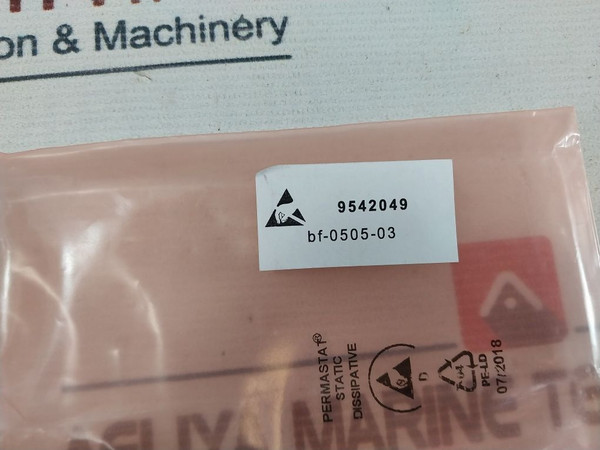 on & Machinery
9542049
bf-0505-03
PERMASTAT®
STATIC
DISSIPATIVE
PE-LD
07/2018
MARINE